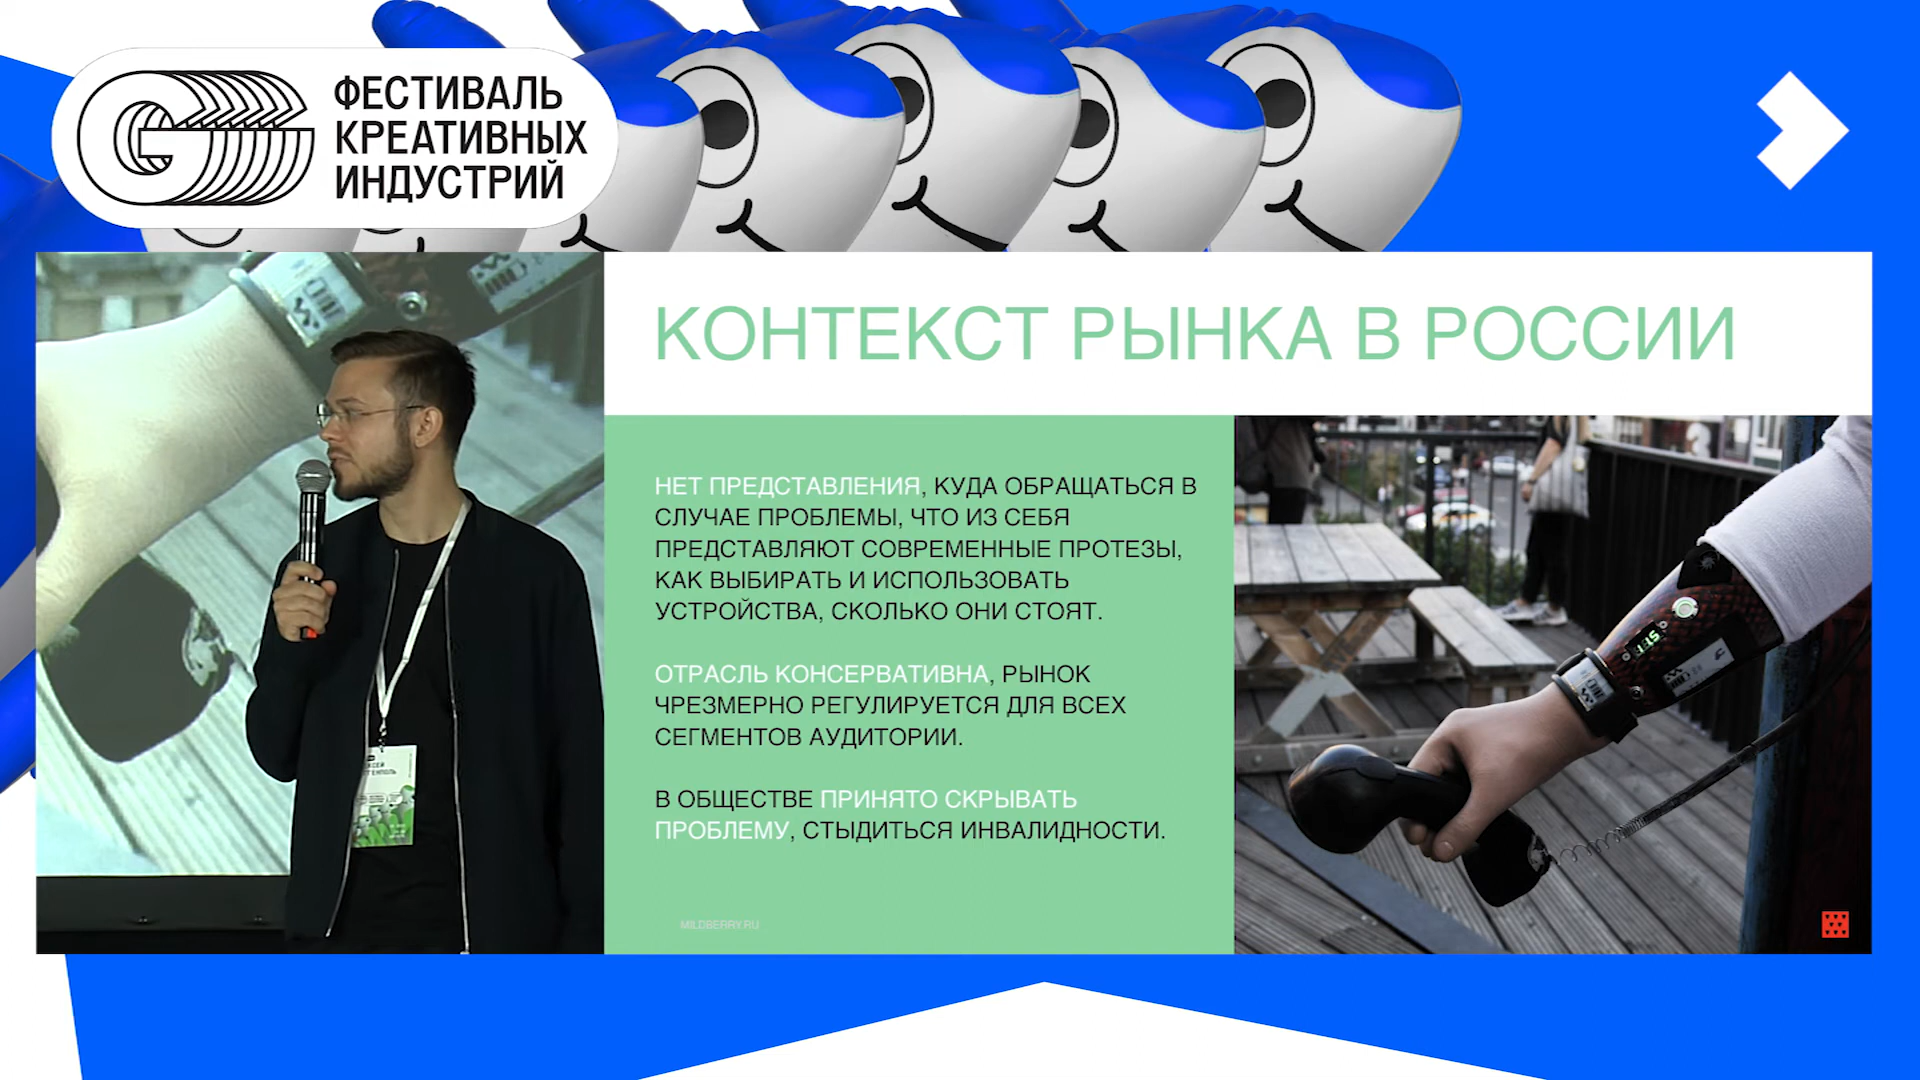 ФЕСТИВАЛЬ
КРЕАТИВНЫХ
ИНДУСТРИЙ
КОНТЕКСТ РЫНКА В РОССИИ
НЕТ ПРЕДСТАВЛЕНИЯ, КУДА ОБРАЩАТЬСЯ В
СЛУЧАЕ ПРОБЛЕМЫ, ЧТО ИЗ СЕБЯ
ПРЕДСТАВЛЯЮТ СОВРЕМЕННЫЕ ПРОТЕЗЫ,
КАК ВЫБИРАТЬ И ИСПОЛЬЗОВАТЬ
УСТРОЙСТВА, СКОЛЬКО ОНИ СТОЯТ.
ОТРАСЛЬ КОНСЕРВАТИВНА, РЫНОК
ЧРЕЗМЕРНО РЕГУЛИРУЕТСЯ ДЛЯ ВСЕХ
СЕГМЕНТОВ АУДИТОРИИ.
В ОБЩЕСТВЕ ПРИНЯТО СКРЫВАТЬ
ПРОБЛЕМУ, СТЫДИТЬСЯ ИНВАЛИДНОСТИ.
MILDBERRY.RU